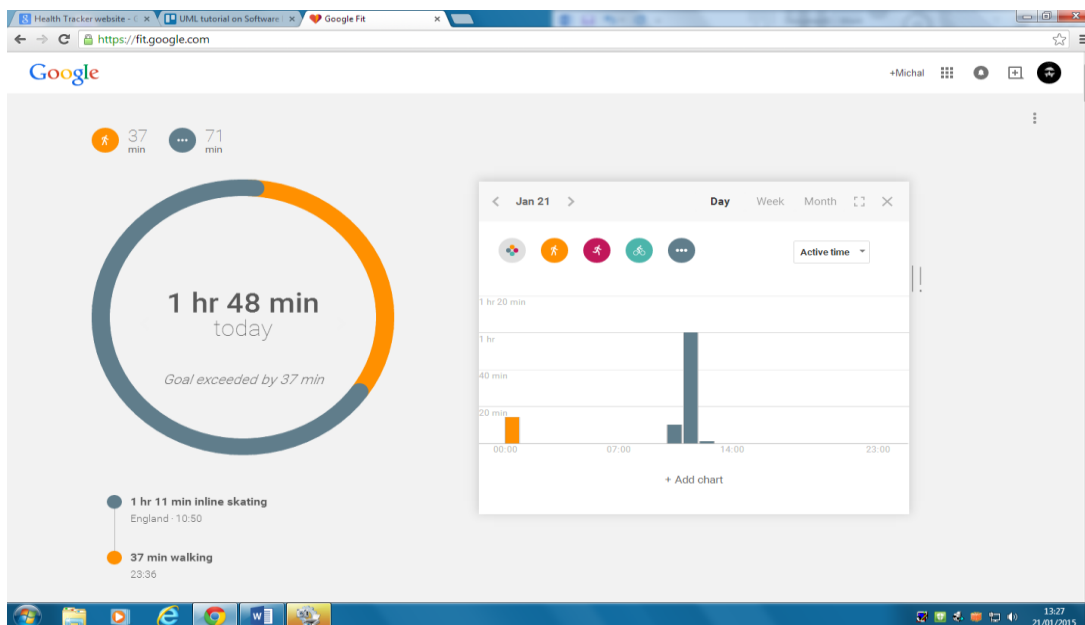 Health Tracker website - G
UML tutorial on Software
Google Fit
https://fit.google.com
Google
+Michal
37
min
71
min
1 hr 48 min
today
Goal exceeded by 37 min
1 hr 11 min inline skating
England · 10:50
37 min walking
23:36
Jan 21
Day
Week
Month
Active time
1 hr 20 min
1 hr
40 min
20 min
00:00
07:00
14:00
23:00
+ Add chart
13:27
21/01/2015